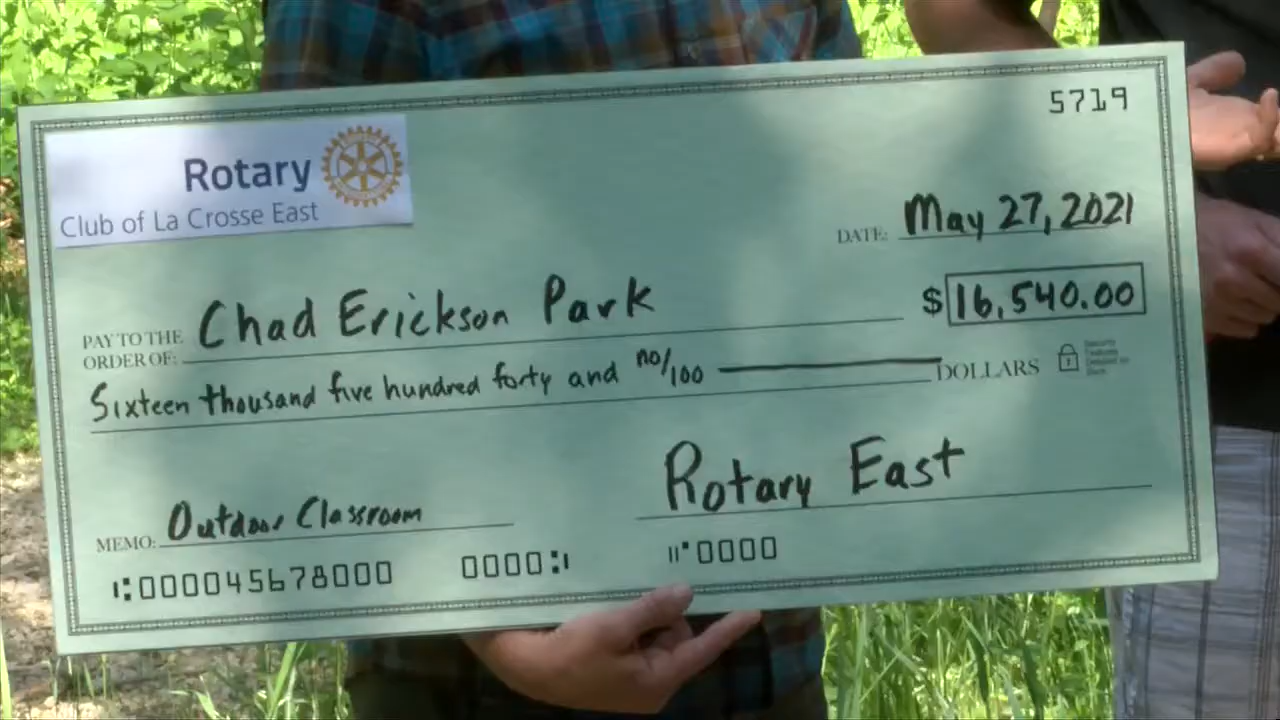 5719
Rotary
Club of La Crosse East
DATE: May 27, 2021
PAY TO THE ORDER OF: Chad Erickson Park
$ 16,540.00
Sixteen thousand five hundred forty and no/100 DOLLARS
Rotary East
MEMO: Outdoor Classroom
⑆000045678000 0000⑆ ⑈0000